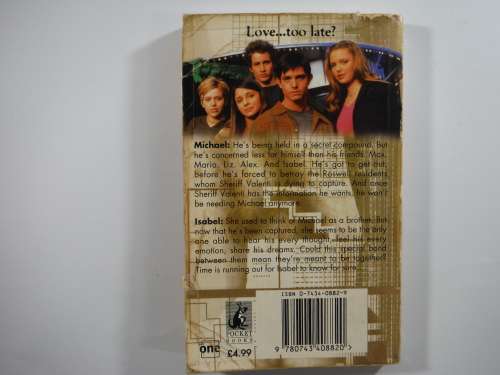 Love...too late?
Michael: He's being held in a secret compound. But
he's concerned less for himself than his friends. Max.
Maria. Liz. Alex. And Isabel. He's got to get out.
Before he's forced to betray the Roswell residents
whom Sheriff Valenti is dying to capture. And once
Sheriff Valenti has the information he wants, he won't
be needing Michael anymore.
Isabel: She used to think of Michael as a brother. But
now that he's been captured, she seems to be the only
one able to hear his every thought, feel his every
emotion, share his dreams. Could this special bond
between them mean they're meant to be together?
Time is running out for Isabel to know for sure...
ISBN 0-7434-0882-9
9 780743 408820 >
POCKET
BOOKS
£4.99
one